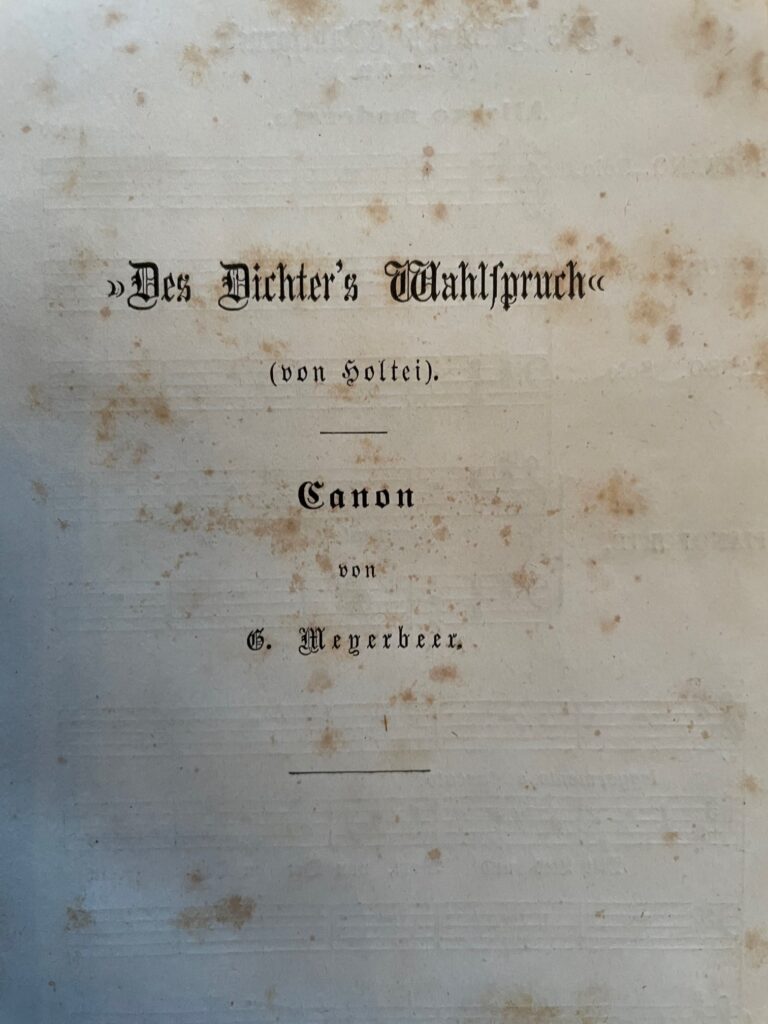 »Des Dichter's Wahlſpruch«
(von Holtei).
Canon
von
G. Meyerbeer.